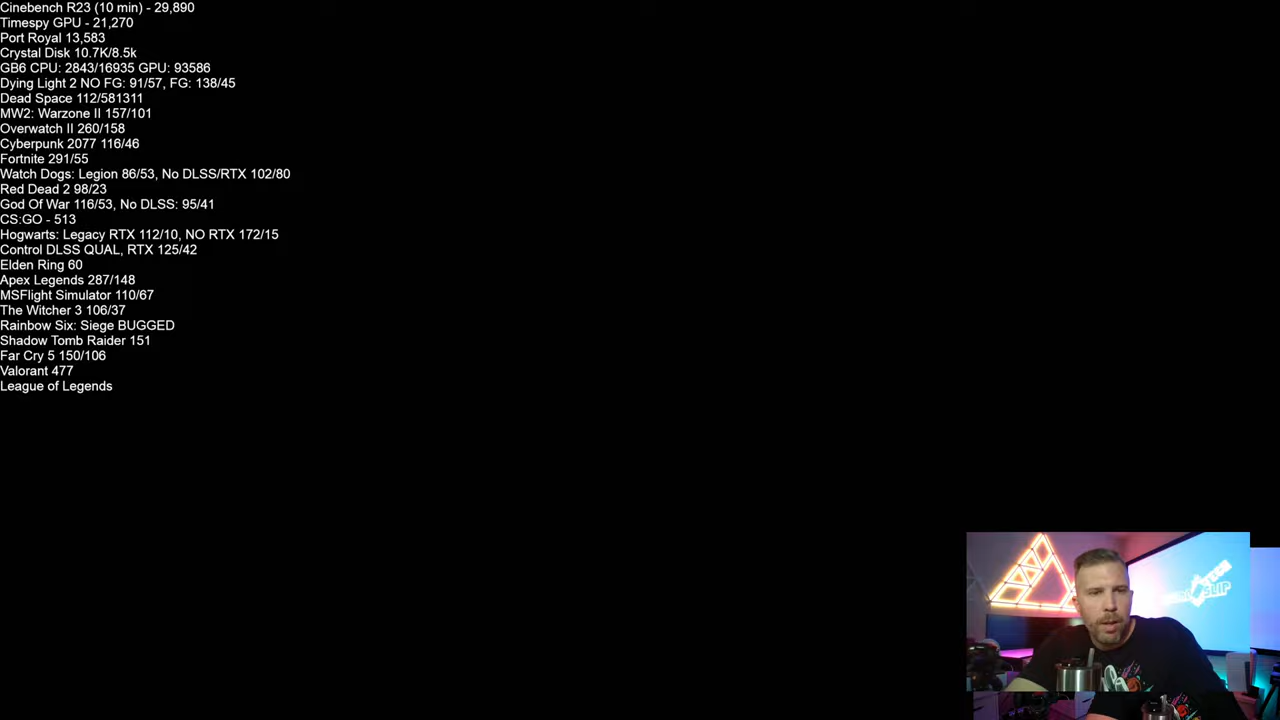 Cinebench R23 (10 min) - 29,890
Timespy GPU - 21,270
Port Royal 13,583
Crystal Disk 10.7K/8.5k
GB6 CPU: 2843/16935 GPU: 93586
Dying Light 2 NO FG: 91/57, FG: 138/45
Dead Space 112/581311
MW2: Warzone II 157/101
Overwatch II 260/158
Cyberpunk 2077 116/46
Fortnite 291/55
Watch Dogs: Legion 86/53, No DLSS/RTX 102/80
Red Dead 2 98/23
God Of War 116/53, No DLSS: 95/41
CS:GO - 513
Hogwarts: Legacy RTX 112/10, NO RTX 172/15
Control DLSS QUAL, RTX 125/42
Elden Ring 60
Apex Legends 287/148
MSFlight Simulator 110/67
The Witcher 3 106/37
Rainbow Six: Siege BUGGED
Shadow Tomb Raider 151
Far Cry 5 150/106
Valorant 477
League of Legends
TECH
SLIP